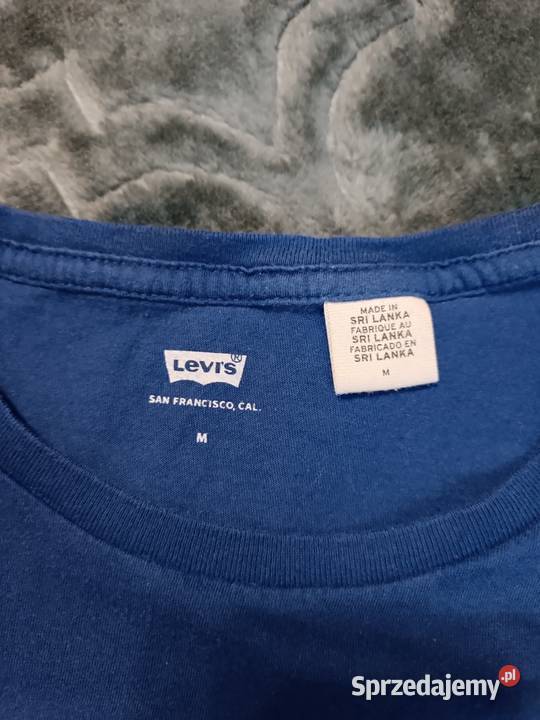 LEVI'S®
SAN FRANCISCO, CAL.
M
MADE IN
SRI LANKA
FABRIQUE AU
SRI LANKA
FABRICADO EN
SRI LANKA
M
Sprzedajemy.pl